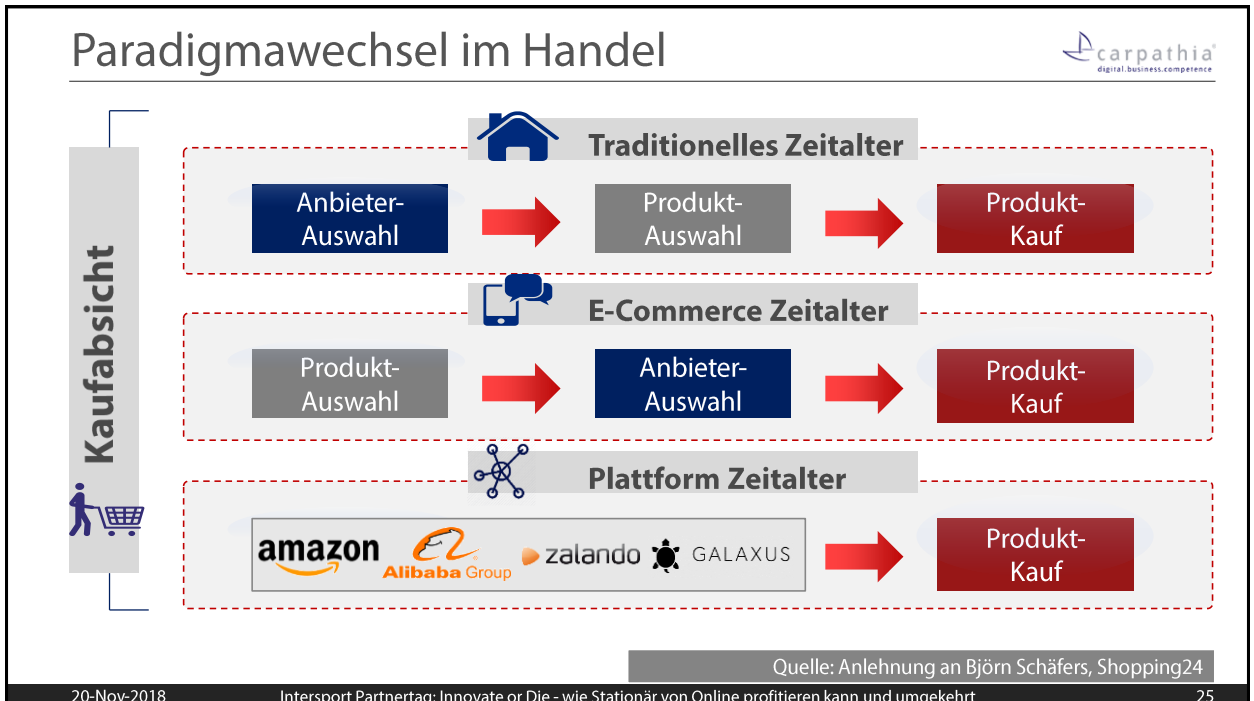 Paradigmawechsel im Handel
carpathia®
digital.business.competence
Kaufabsicht
Traditionelles Zeitalter
Anbieter-
Auswahl
Produkt-
Auswahl
Produkt-
Kauf
E-Commerce Zeitalter
Produkt-
Auswahl
Anbieter-
Auswahl
Produkt-
Kauf
Plattform Zeitalter
amazon
Alibaba Group
zalando
GALAXUS
Produkt-
Kauf
Quelle: Anlehnung an Björn Schäfers, Shopping24
20-Nov-2018
Intersport Partnertag: Innovate or Die - wie Stationär von Online profitieren kann und umgekehrt
25